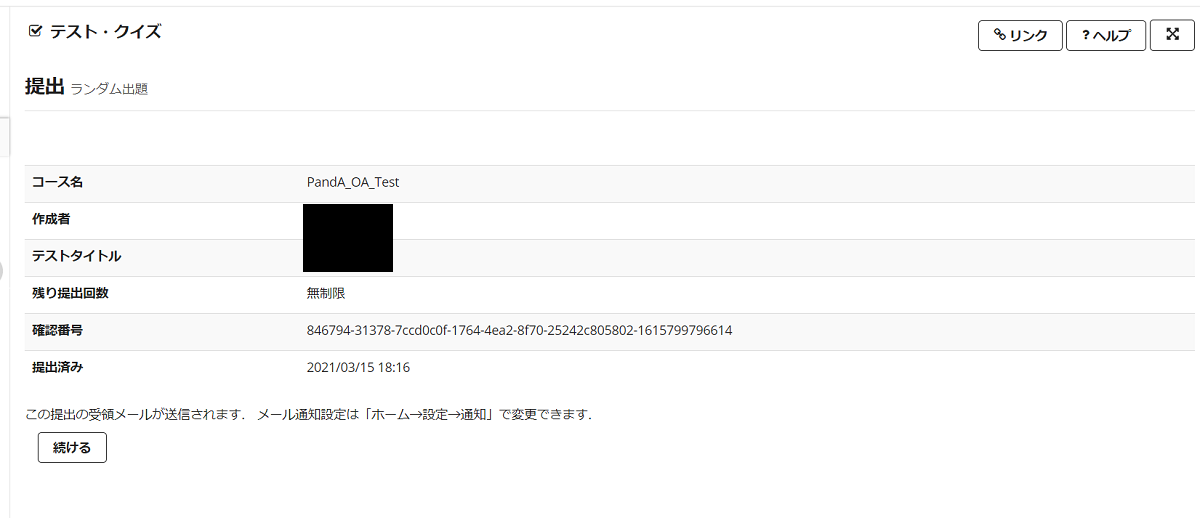 テスト・クイズ
リンク
? ヘルプ
提出 ランダム出題
コース名 PandA_OA_Test
作成者
テストタイトル
残り提出回数 無制限
確認番号 846794-31378-7ccd0c0f-1764-4ea2-8f70-25242c805802-1615799796614
提出済み 2021/03/15 18:16
この提出の受領メールが送信されます． メール通知設定は「ホーム→設定→通知」で変更できます．
続ける